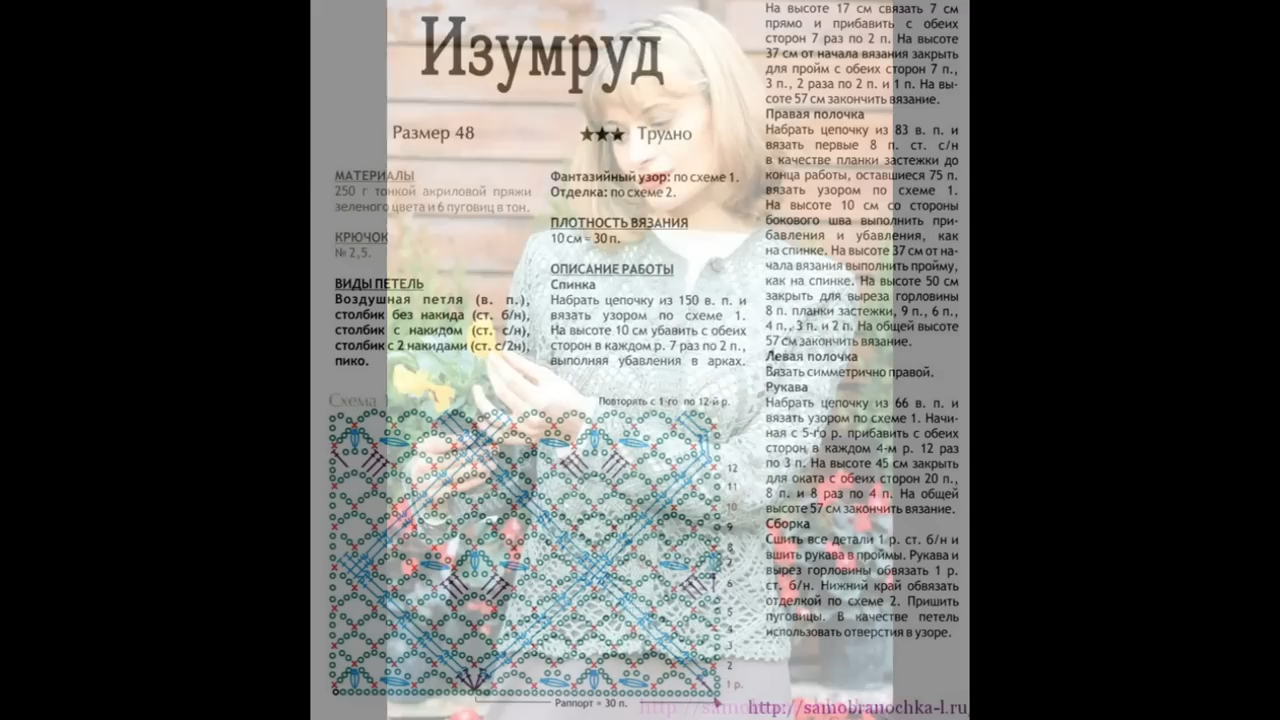 Изумруд
Размер 48
★★★ Трудно
МАТЕРИАЛЫ
250 г тонкой акриловой пряжи
зеленого цвета и 6 пуговиц в тон.
КРЮЧОК
№ 2,5.
ВИДЫ ПЕТЕЛЬ
Воздушная петля (в. п.),
столбик без накида (ст. б/н),
столбик с накидом (ст. с/н),
столбик с 2 накидами (ст. с/2н),
пико.
Фантазийный узор: по схеме 1.
Отделка: по схеме 2.
ПЛОТНОСТЬ ВЯЗАНИЯ
10 см = 30 п.
ОПИСАНИЕ РАБОТЫ
Спинка
Набрать цепочку из 150 в. п. и
вязать узором по схеме 1.
На высоте 10 см убавить с обеих
сторон в каждом р. 7 раз по 2 п.,
выполняя убавления в арках.
На высоте 17 см связать 7 см
прямо и прибавить с обеих
сторон 7 раз по 2 п. На высоте
37 см от начала вязания закрыть
для пройм с обеих сторон 7 п.,
3 п., 2 раза по 2 п. и 1 п. На вы-
соте 57 см закончить вязание.
Правая полочка
Набрать цепочку из 83 в. п. и
вязать первые 8 п. ст. с/н
в качестве планки застежки до
конца работы, оставшиеся 75 п.
вязать узором по схеме 1.
На высоте 10 см со стороны
бокового шва выполнить при-
бавления и убавления, как
на спинке. На высоте 37 см от на-
чала вязания выполнить пройму,
как на спинке. На высоте 50 см
закрыть для выреза горловины
8 п. планки застежки, 9 п., 6 п.,
4 п., 3 п. и 2 п. На общей высоте
57 см закончить вязание.
Левая полочка
Вязать симметрично правой.
Рукава
Набрать цепочку из 66 в. п. и
вязать узором по схеме 1. Начи-
ная с 5-го р. прибавить с обеих
сторон в каждом 4-м р. 12 раз
по 3 п. На высоте 45 см закрыть
для оката с обеих сторон 20 п.,
8 п. и 8 раз по 4 п. На общей
высоте 57 см закончить вязание.
Сборка
Сшить все детали 1 р. ст. б/н и
вшить рукава в проймы. Рукава и
вырез горловины обвязать 1 р.
ст. б/н. Нижний край обвязать
отделкой по схеме 2. Пришить
пуговицы. В качестве петель
использовать отверстия в узоре.
Схема
Повторять с 1-го по 12-й р.
12
11
10
9
8
7
6
5
4
3
2
1 р.
Раппорт = 30 п.
http://samobranochka-l.ru